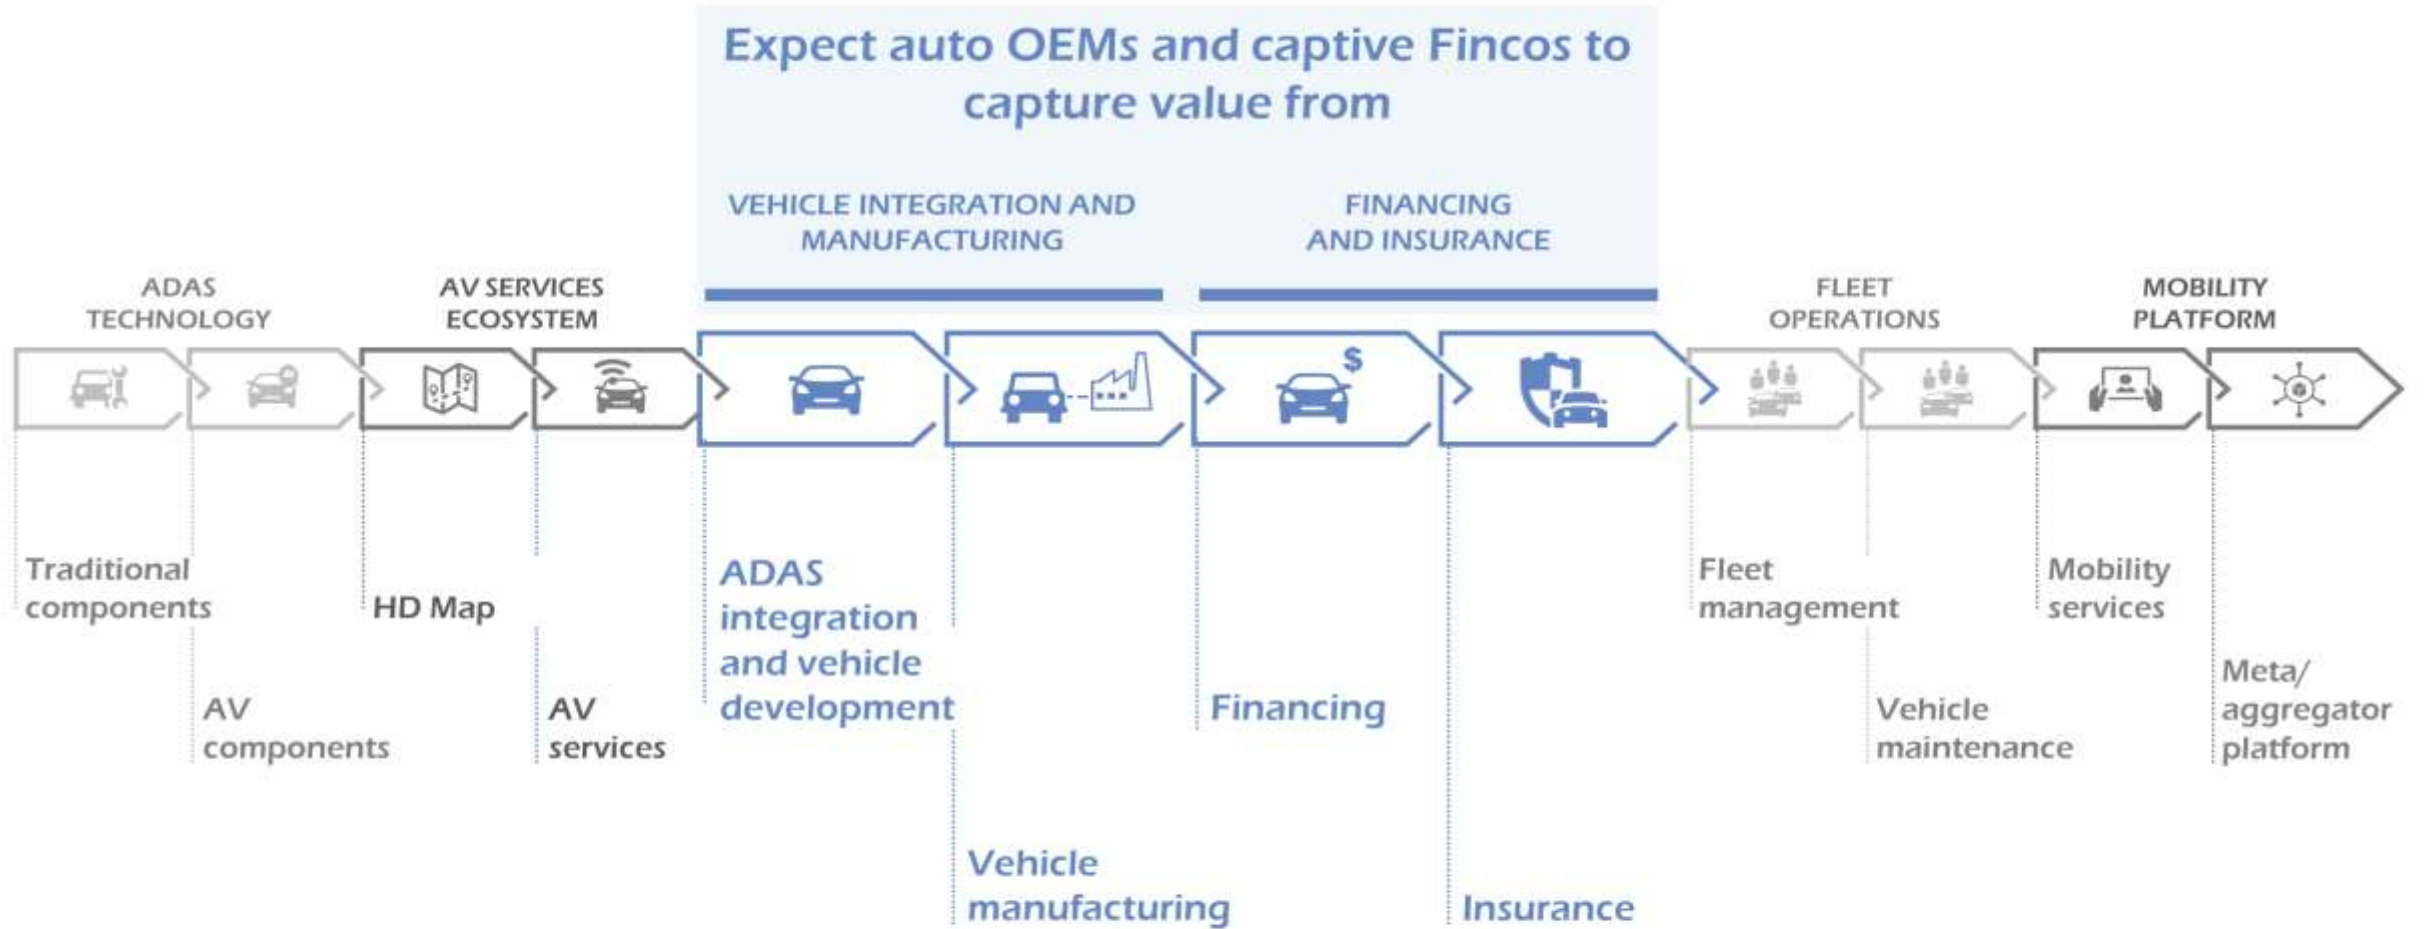 Expect auto OEMs and captive Fincos to
capture value from
VEHICLE INTEGRATION AND
MANUFACTURING
FINANCING
AND INSURANCE
ADAS
TECHNOLOGY
AV SERVICES
ECOSYSTEM
FLEET
OPERATIONS
MOBILITY
PLATFORM
$
Traditional
components
AV
components
HD Map
AV
services
ADAS
integration
and vehicle
development
Vehicle
manufacturing
Financing
Insurance
Fleet
management
Vehicle
maintenance
Mobility
services
Meta/
aggregator
platform